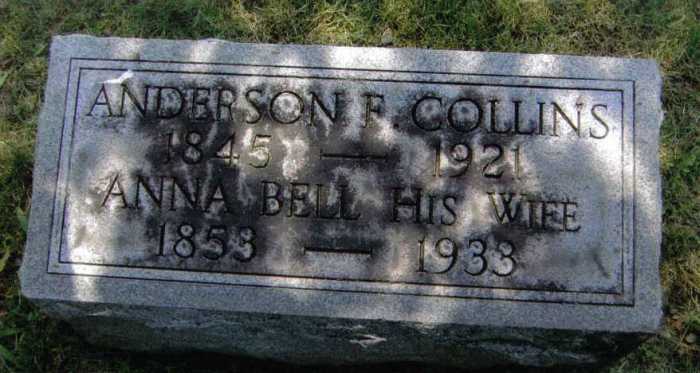 ANDERSON F. COLLINS
1845 — 1921
ANNA BELL HIS WIFE
1853 — 1933